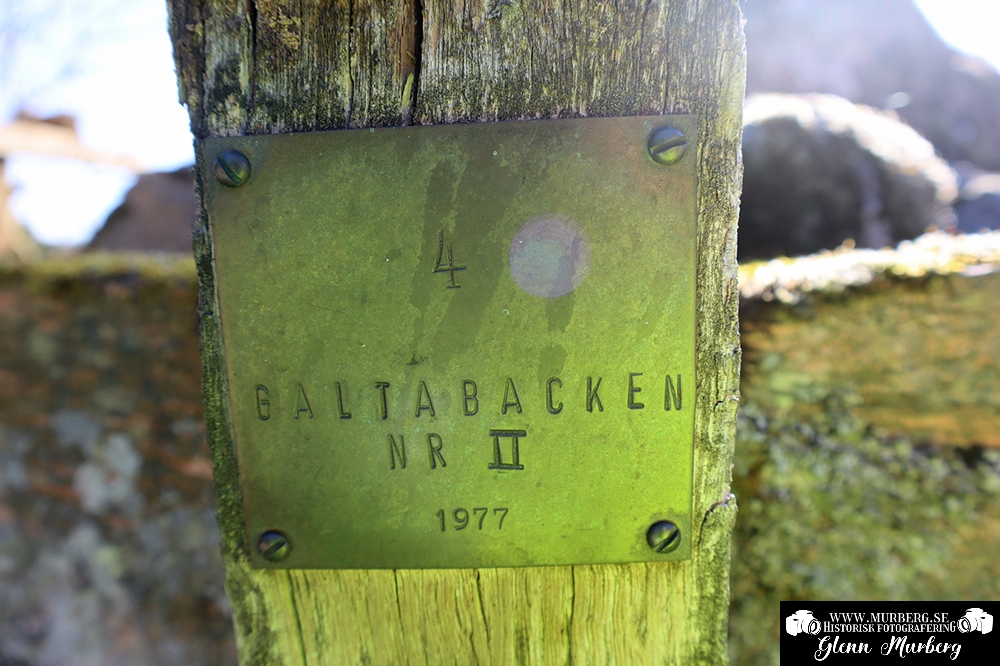 4
GALTABACKEN
NR II
1977
WWW.MURBERG.SE
HISTORISK FOTOGRAFERING
Glenn Murberg